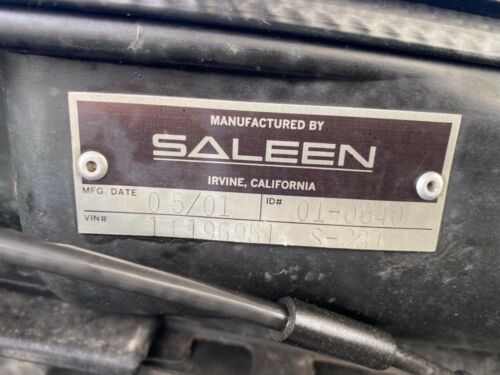 MANUFACTURED BY
SALEEN
IRVINE, CALIFORNIA
MFG. DATE 05/01 ID# 01-0640
VIN# 1F196951 S-281